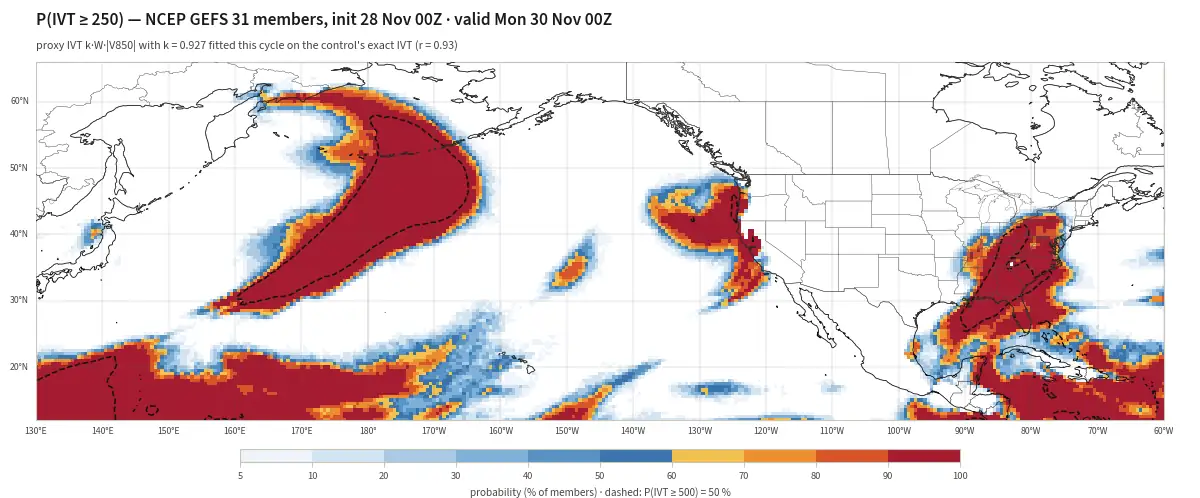 P(IVT ≥ 250) — NCEP GEFS 31 members, init 28 Nov 00Z · valid Mon 30 Nov 00Z
proxy IVT k·W·|V850| with k = 0.927 fitted this cycle on the control's exact IVT (r = 0.93)
60°N
50°N
40°N
30°N
20°N
130°E 140°E 150°E 160°E 170°E 180° 170°W 160°W 150°W 140°W 130°W 120°W 110°W 100°W 90°W 80°W 70°W 60°W
5 10 20 30 40 50 60 70 80 90 100
probability (% of members) · dashed: P(IVT ≥ 500) = 50 %